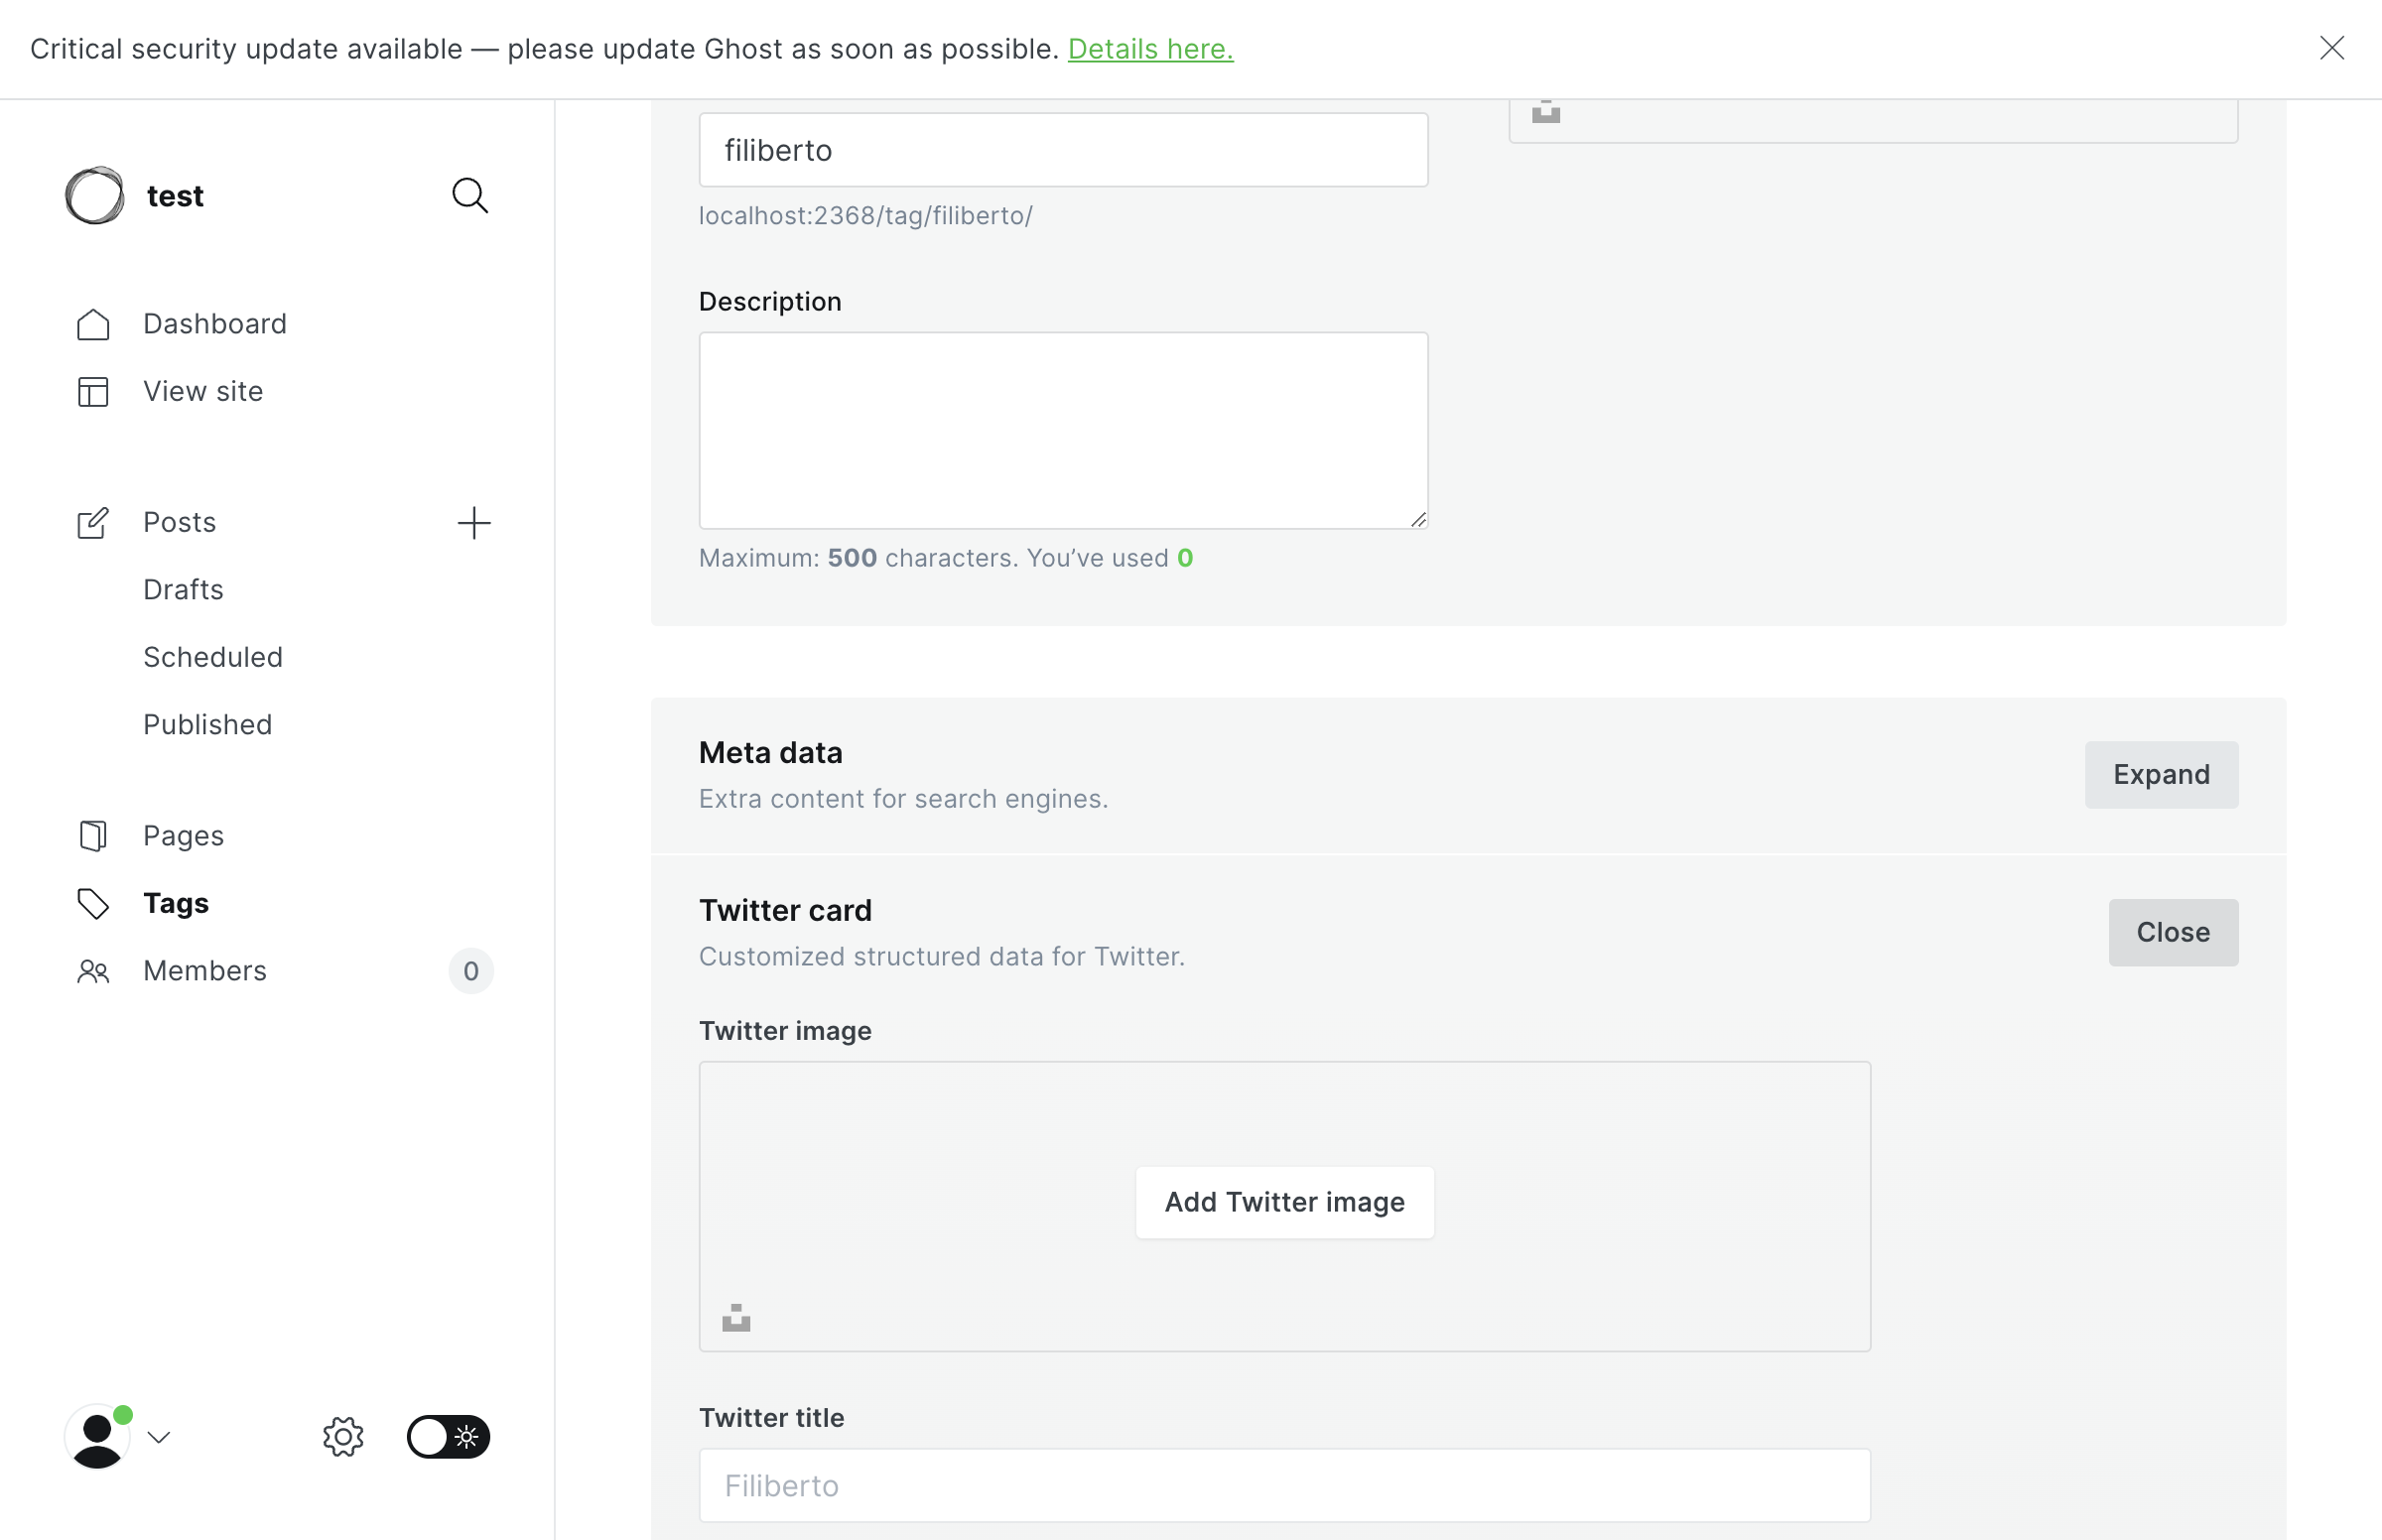 Critical security update available — please update Ghost as soon as possible. Details here.
test
Dashboard
View site
Posts
Drafts
Scheduled
Published
Pages
Tags
Members 0
filiberto
localhost:2368/tag/filiberto/
Description
Maximum: 500 characters. You’ve used 0
Meta data
Extra content for search engines.
Expand
Twitter card
Customized structured data for Twitter.
Close
Twitter image
Add Twitter image
Twitter title
Filiberto